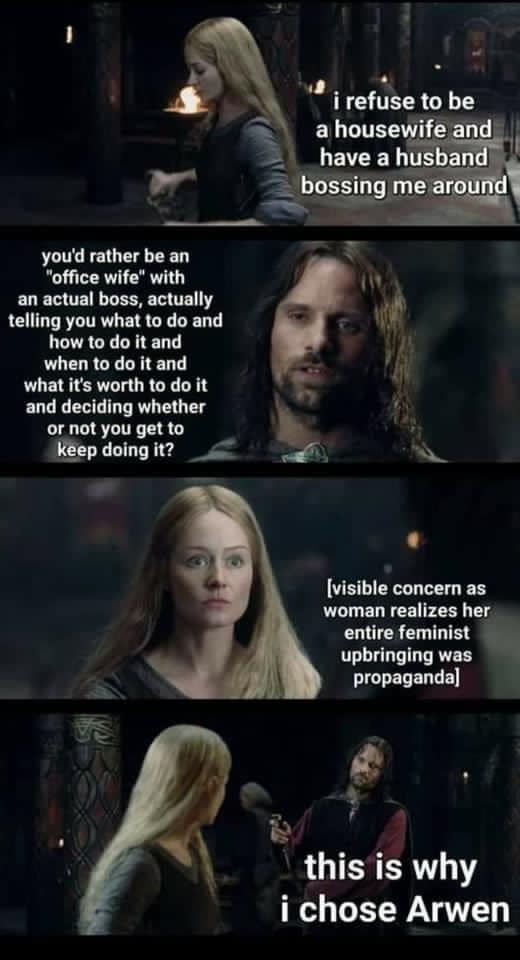 i refuse to be
a housewife and
have a husband
bossing me around
you'd rather be an
"office wife" with
an actual boss, actually
telling you what to do and
how to do it and
when to do it and
what it's worth to do it
and deciding whether
or not you get to
keep doing it?
[visible concern as
woman realizes her
entire feminist
upbringing was
propaganda]
this is why
i chose Arwen